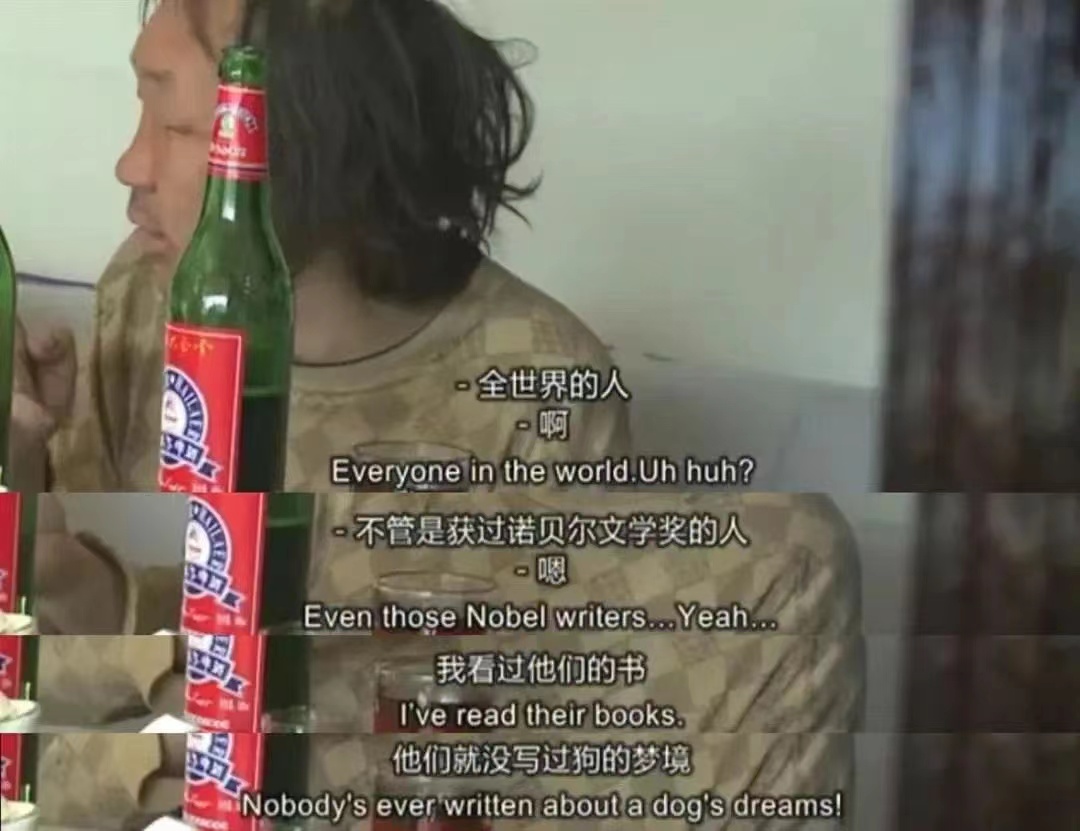 - 全世界的人
- 啊
Everyone in the world.Uh huh?
- 不管是获过诺贝尔文学奖的人
- 嗯
Even those Nobel writers...Yeah...
我看过他们的书
I've read their books.
他们就没写过狗的梦境
Nobody's ever written about a dog's dreams!